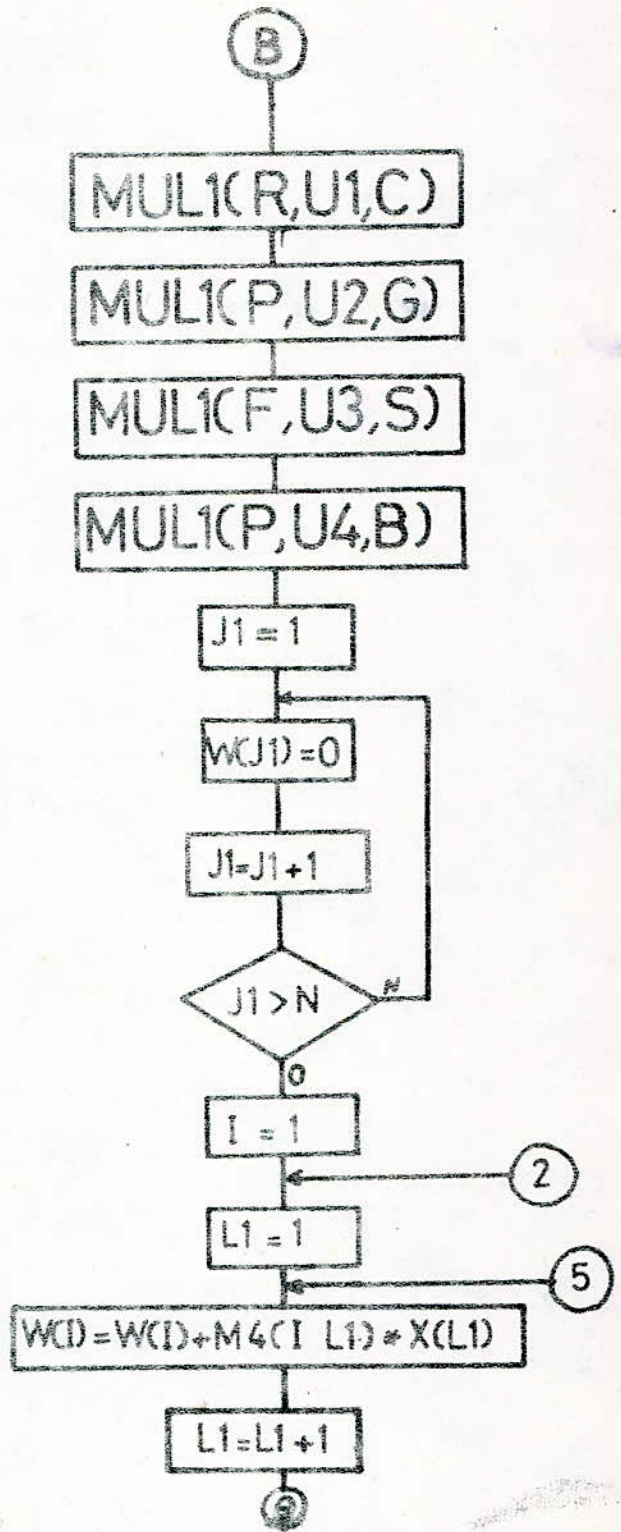 B
MUL1(R,U1,C)
MUL1(P,U2,G)
MUL1(F,U3,S)
MUL1(P,U4,B)
J1 = 1
W(J1)=0
J1=J1+1
J1>N
N
O
I = 1
2
L1 = 1
5
W(I)=W(I)+M4(I L1)*X(L1)
L1=L1+1